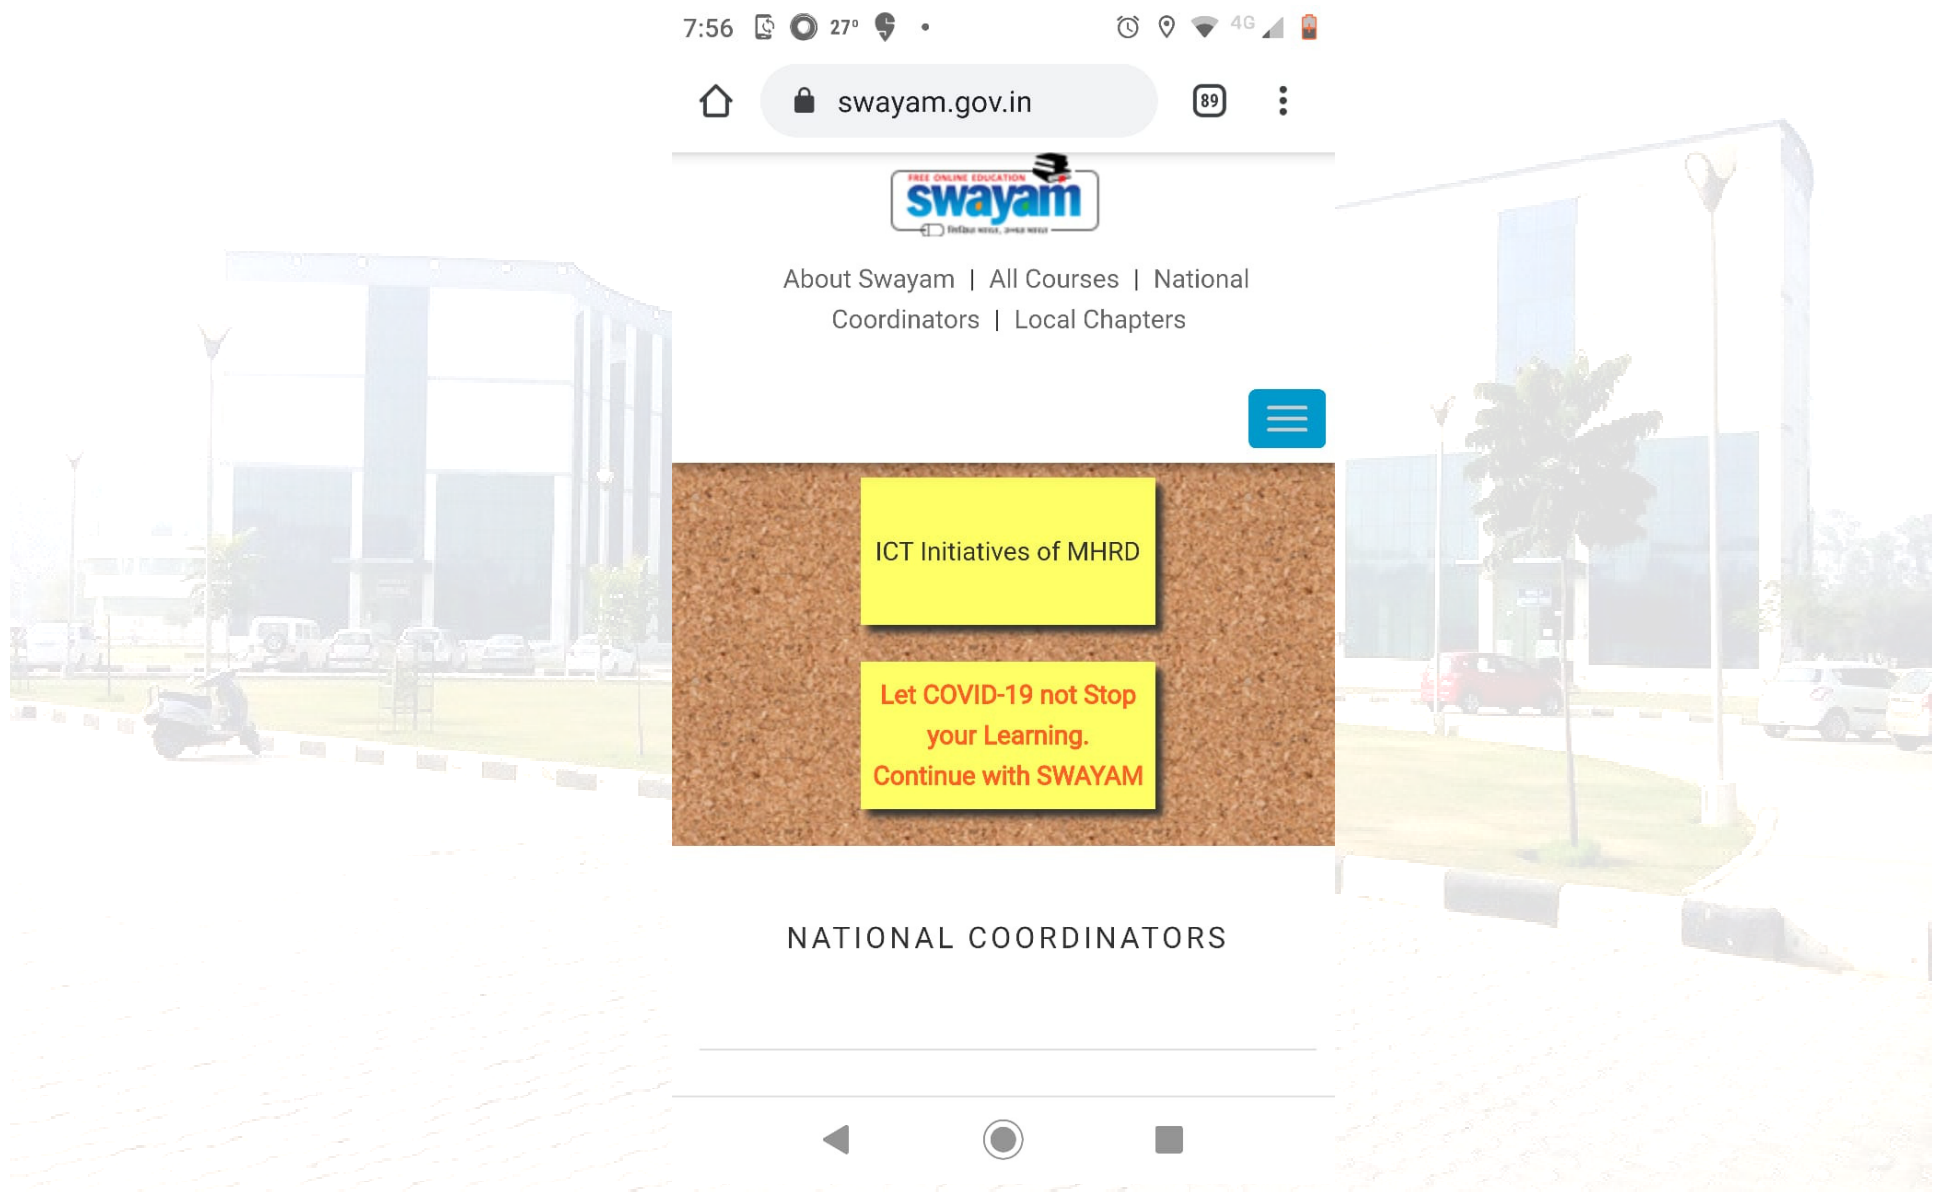 7:56 27° 4G
swayam.gov.in 89
FREE ONLINE EDUCATION
swayam
About Swayam | All Courses | National
Coordinators | Local Chapters
ICT Initiatives of MHRD
Let COVID-19 not Stop
your Learning.
Continue with SWAYAM
NATIONAL COORDINATORS